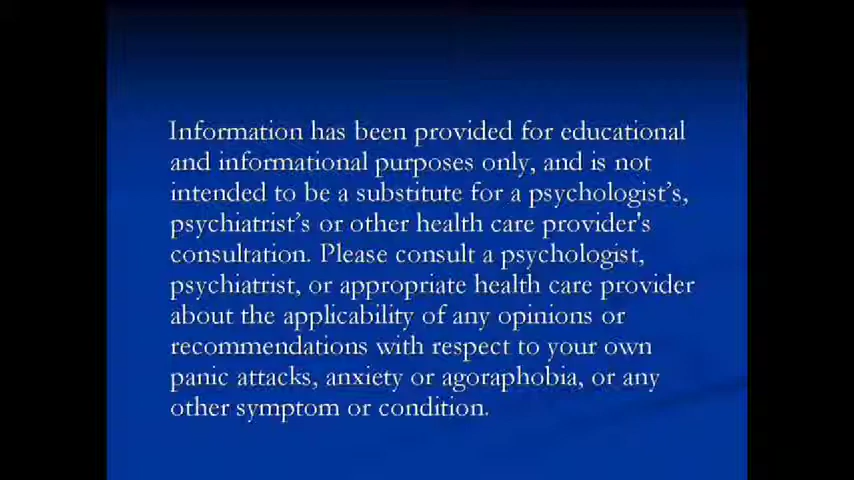 Information has been provided for educational
and informational purposes only, and is not
intended to be a substitute for a psychologist’s,
psychiatrist’s or other health care provider's
consultation. Please consult a psychologist,
psychiatrist, or appropriate health care provider
about the applicability of any opinions or
recommendations with respect to your own
panic attacks, anxiety or agoraphobia, or any
other symptom or condition.